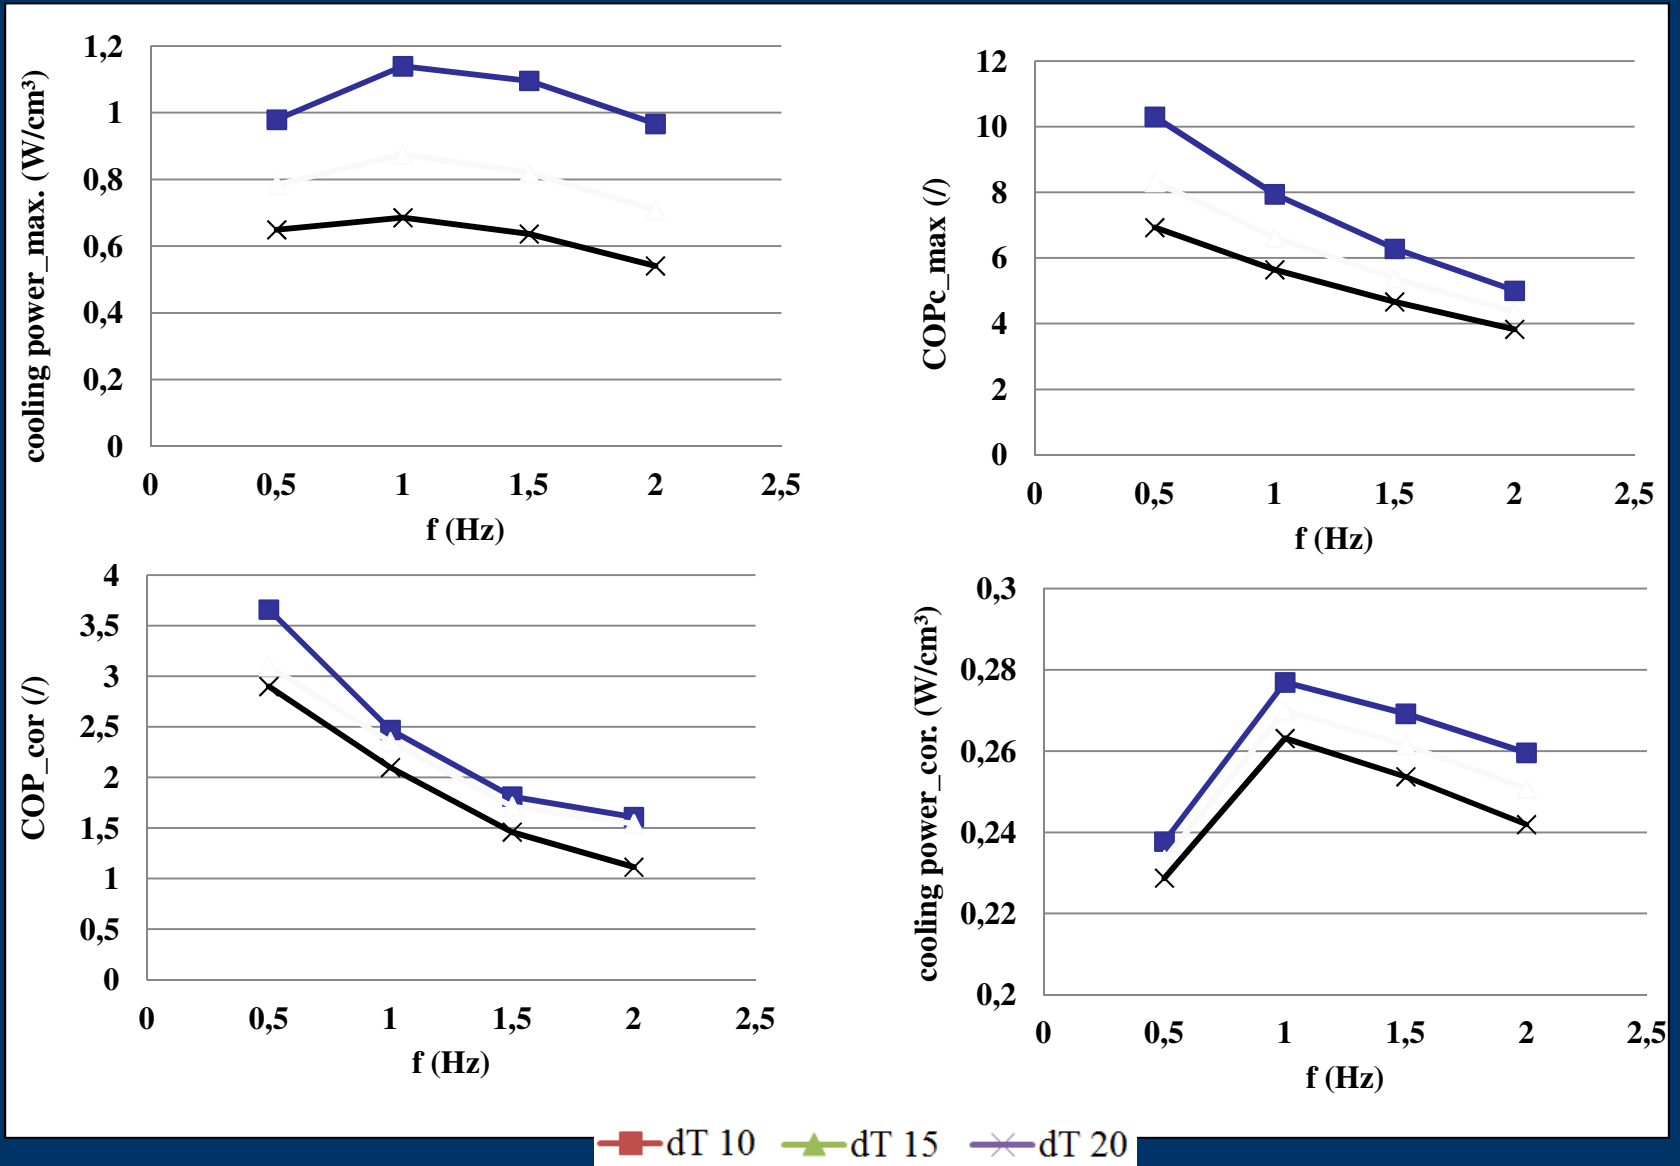 cooling power_max. (W/cm³)
1,2
1
0,8
0,6
0,4
0,2
0
0 0,5 1 1,5 2 2,5
f (Hz)
COPc_max (/)
12
10
8
6
4
2
0
0 0,5 1 1,5 2 2,5
f (Hz)
COP_cor (/)
4
3,5
3
2,5
2
1,5
1
0,5
0
0 0,5 1 1,5 2 2,5
f (Hz)
cooling power_cor. (W/cm³)
0,3
0,28
0,26
0,24
0,22
0,2
0 0,5 1 1,5 2 2,5
f (Hz)
dT 10 dT 15 dT 20